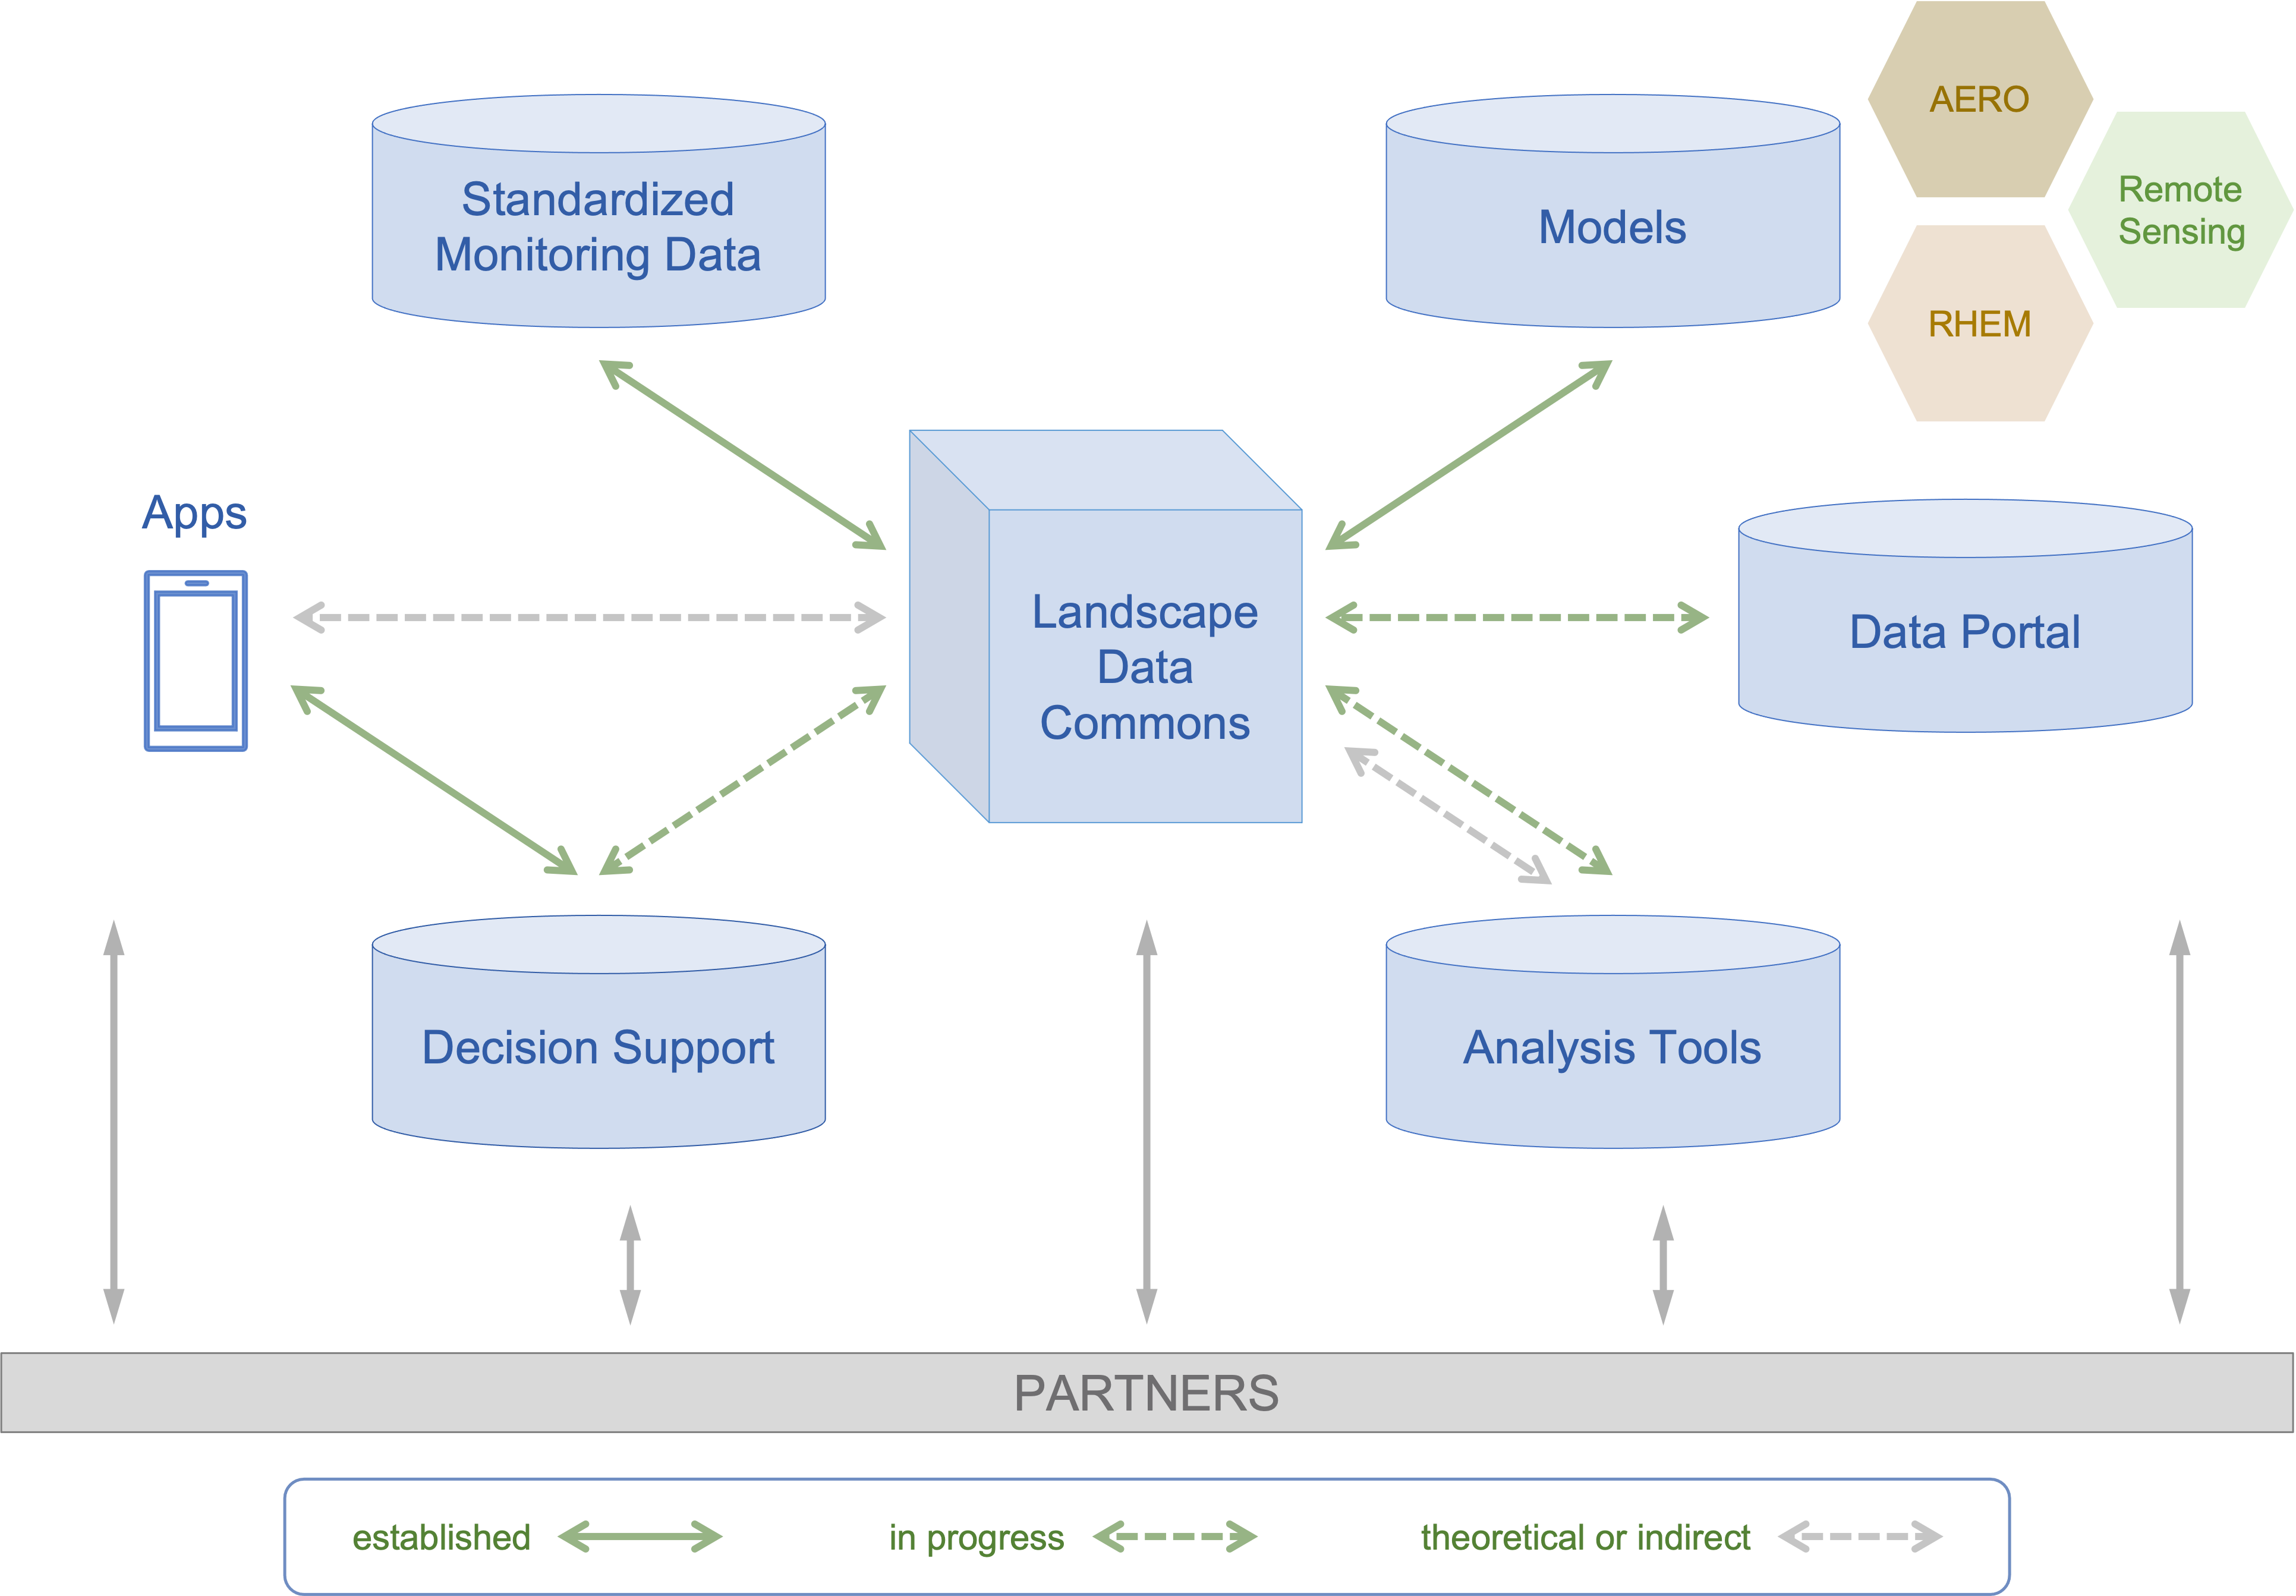 AERO
Remote
Sensing
Standardized
Monitoring Data
Models
RHEM
Apps
Landscape
Data
Commons
Data Portal
Decision Support
Analysis Tools
PARTNERS
established
in progress
theoretical or indirect